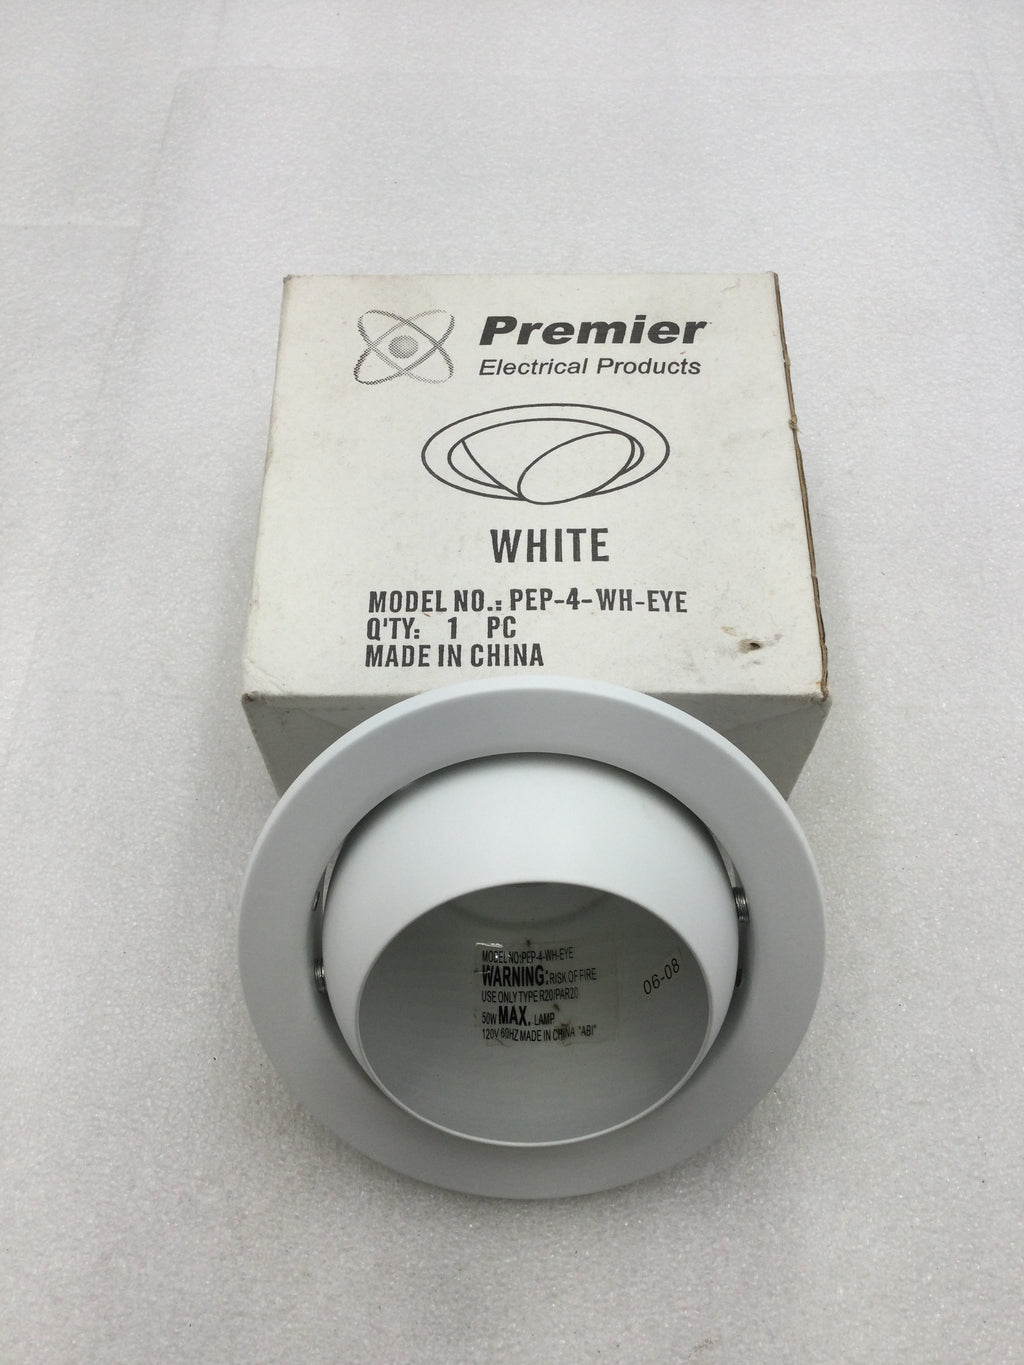 Premier
Electrical Products
WHITE
MODEL NO.: PEP-4-WH-EYE
Q'TY: 1 PC
MADE IN CHINA
MODEL NO:PEP-4-WH-EYE
WARNING: RISK OF FIRE
USE ONLY TYPE R20/PAR20
50W MAX. LAMP
120V 60HZ MADE IN CHINA "ABI"
06-08